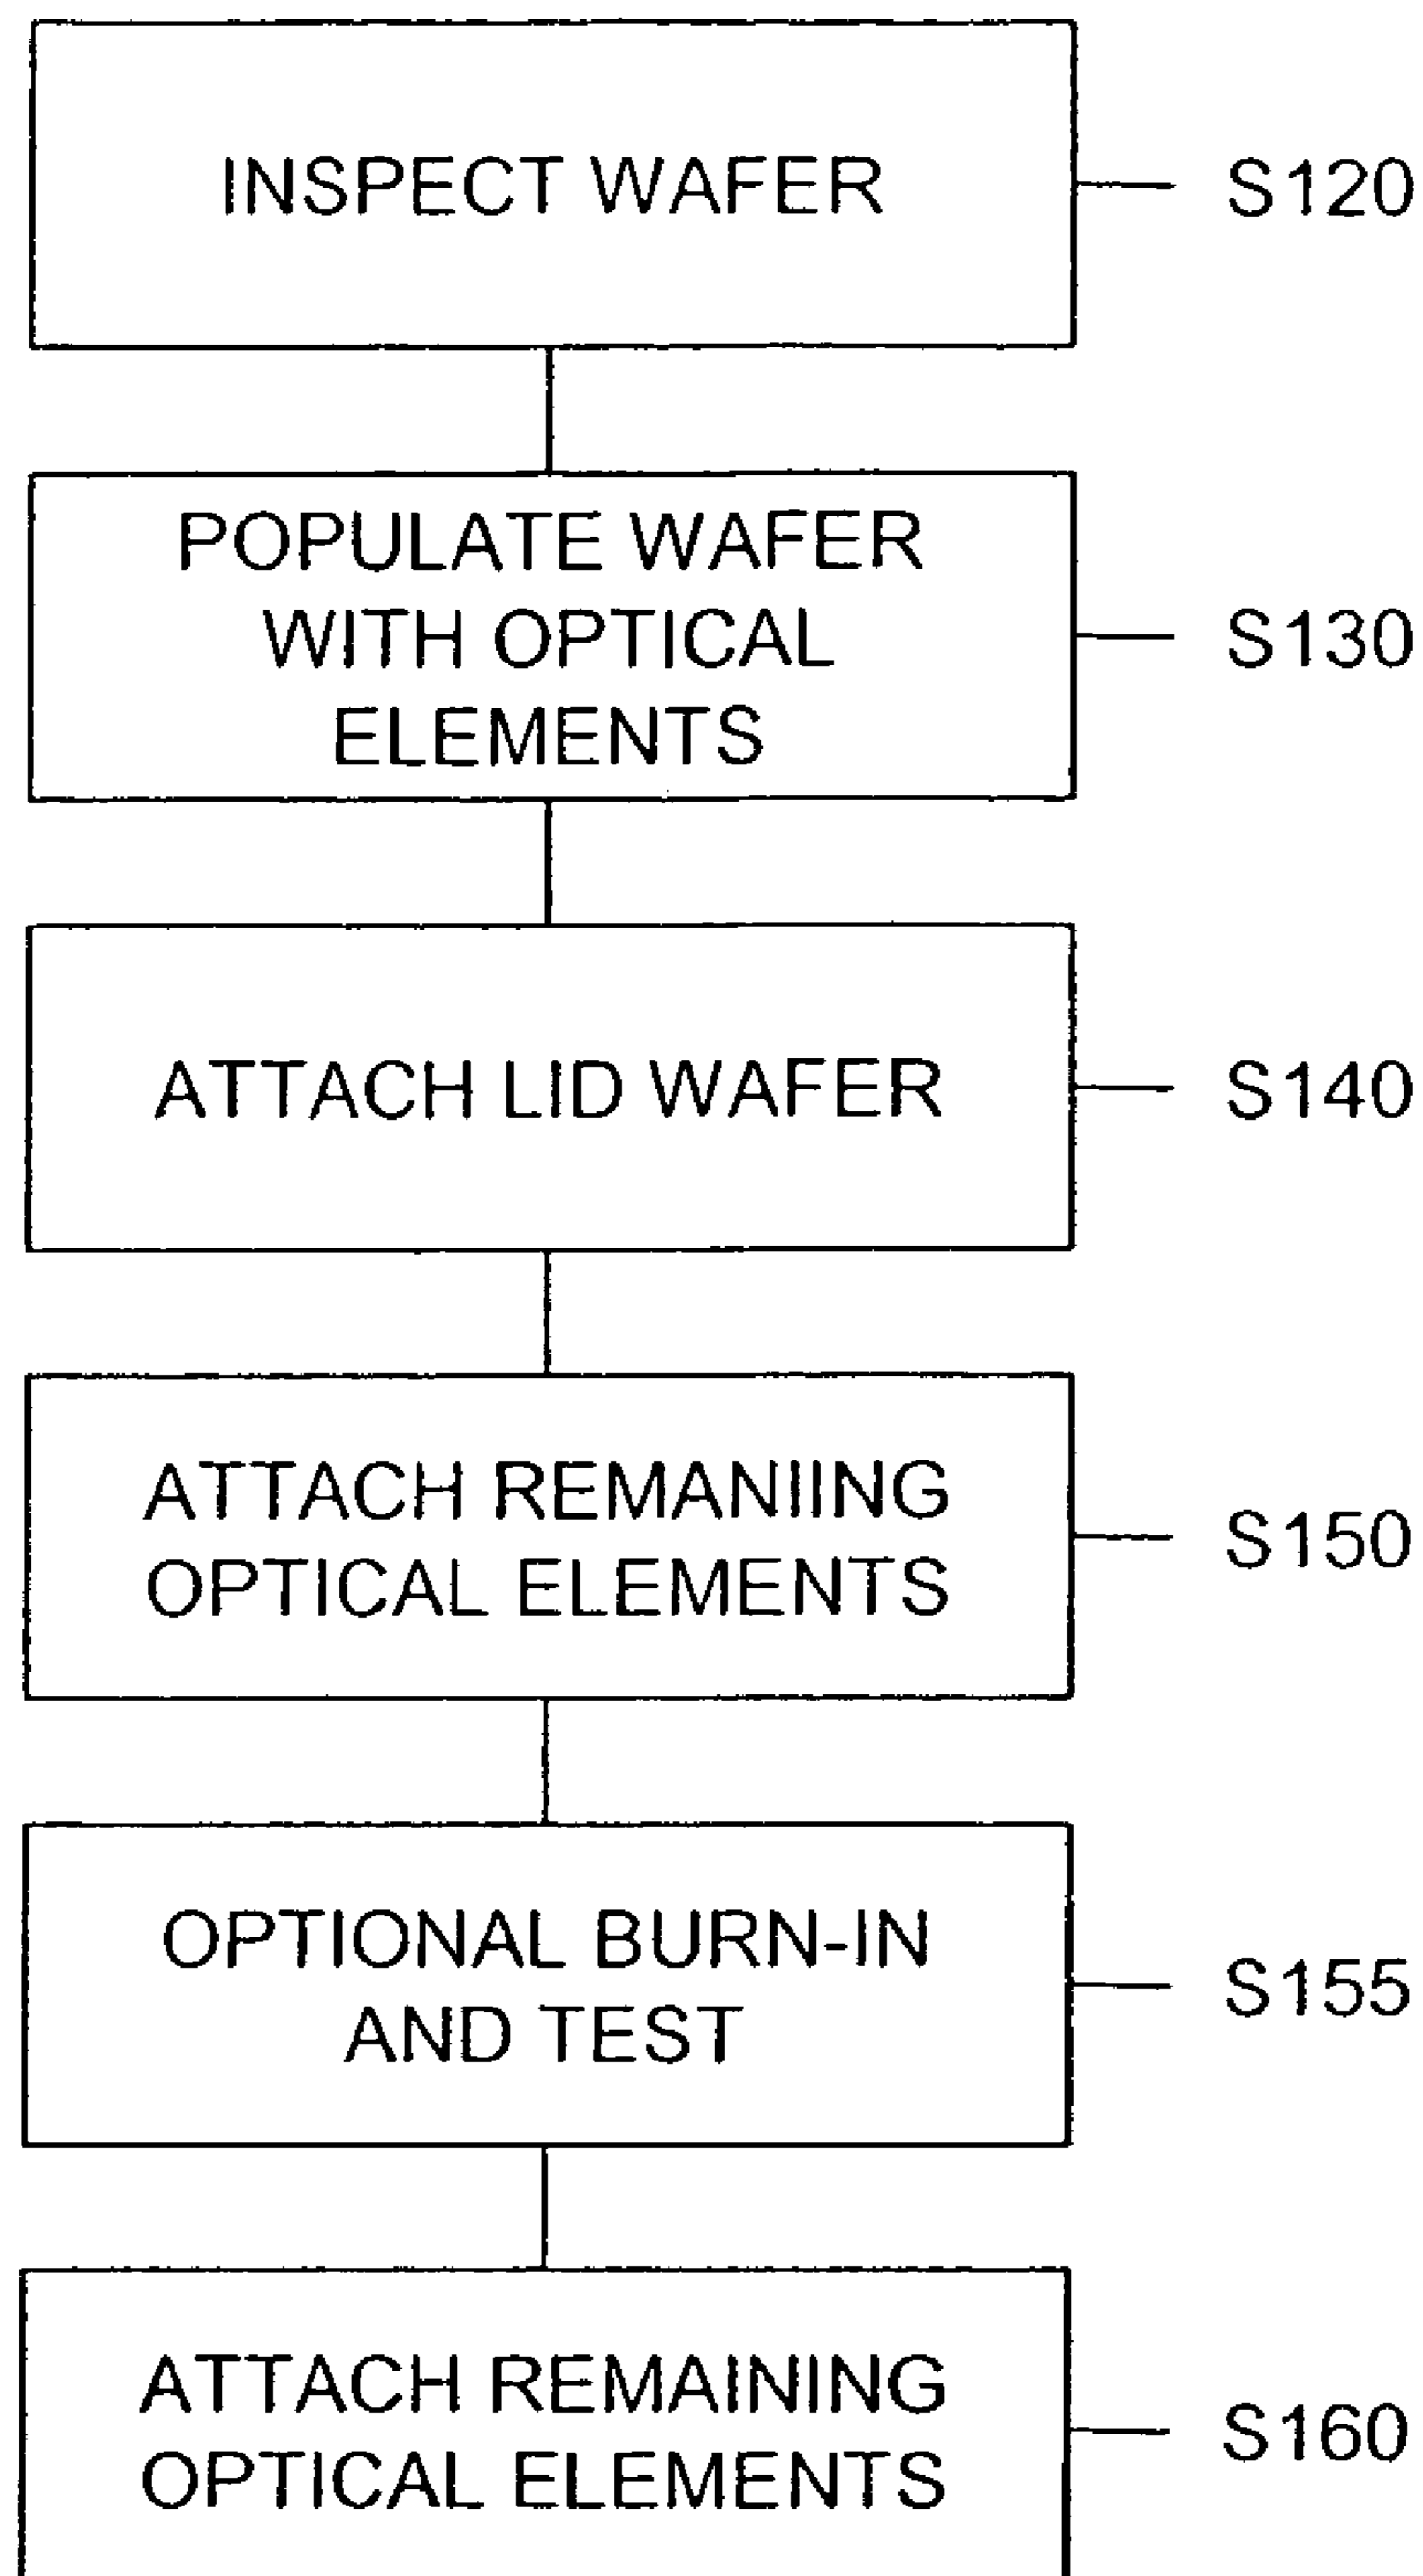 INSPECT WAFER
S120
POPULATE WAFER
WITH OPTICAL
ELEMENTS
S130
ATTACH LID WAFER
S140
ATTACH REMANIING
OPTICAL ELEMENTS
S150
OPTIONAL BURN-IN
AND TEST
S155
ATTACH REMAINING
OPTICAL ELEMENTS
S160